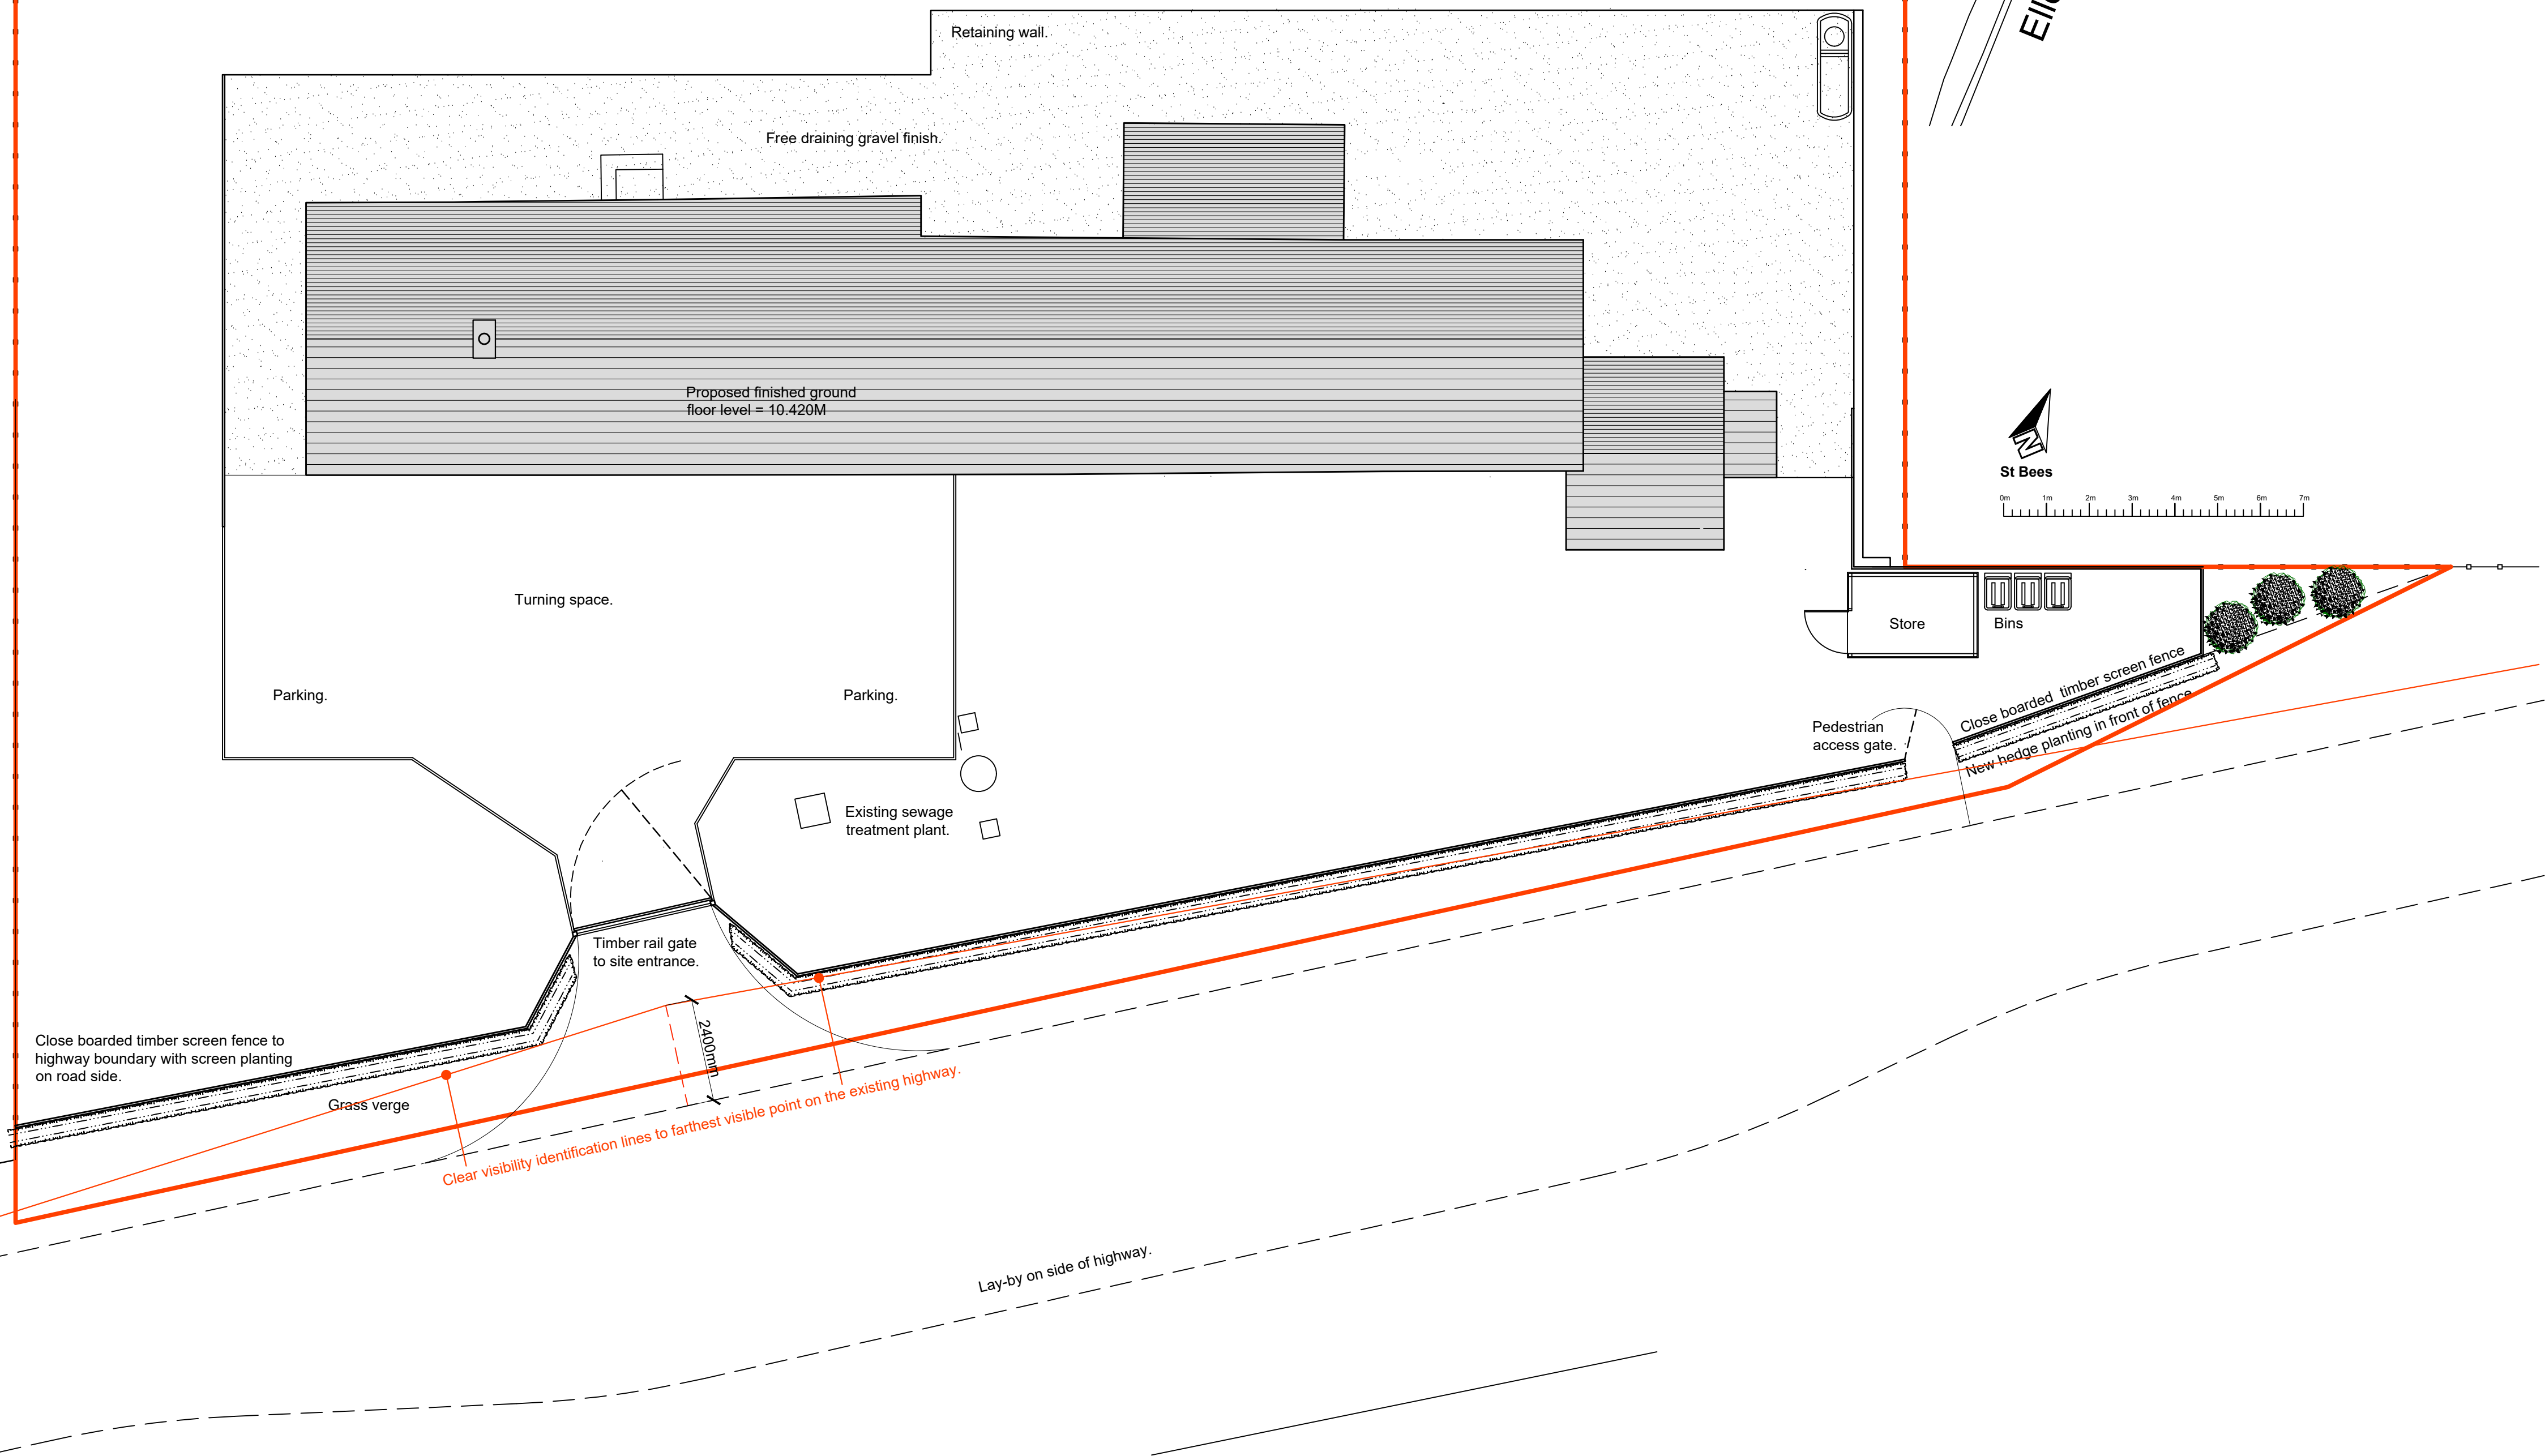 Retaining wall.
Free draining gravel finish.
Proposed finished ground
floor level = 10.420M
N
St Bees
0m 1m 2m 3m 4m 5m 6m 7m
Turning space.
Store
Bins
Parking.
Parking.
Close boarded  timber screen fence
New hedge planting in front of fence
Pedestrian
access gate.
Existing sewage
treatment plant.
Timber rail gate
to site entrance.
2400mm
Close boarded timber screen fence to
highway boundary with screen planting
on road side.
Grass verge
Clear visibility identification lines to farthest visible point on the existing highway.
Lay-by on side of highway.